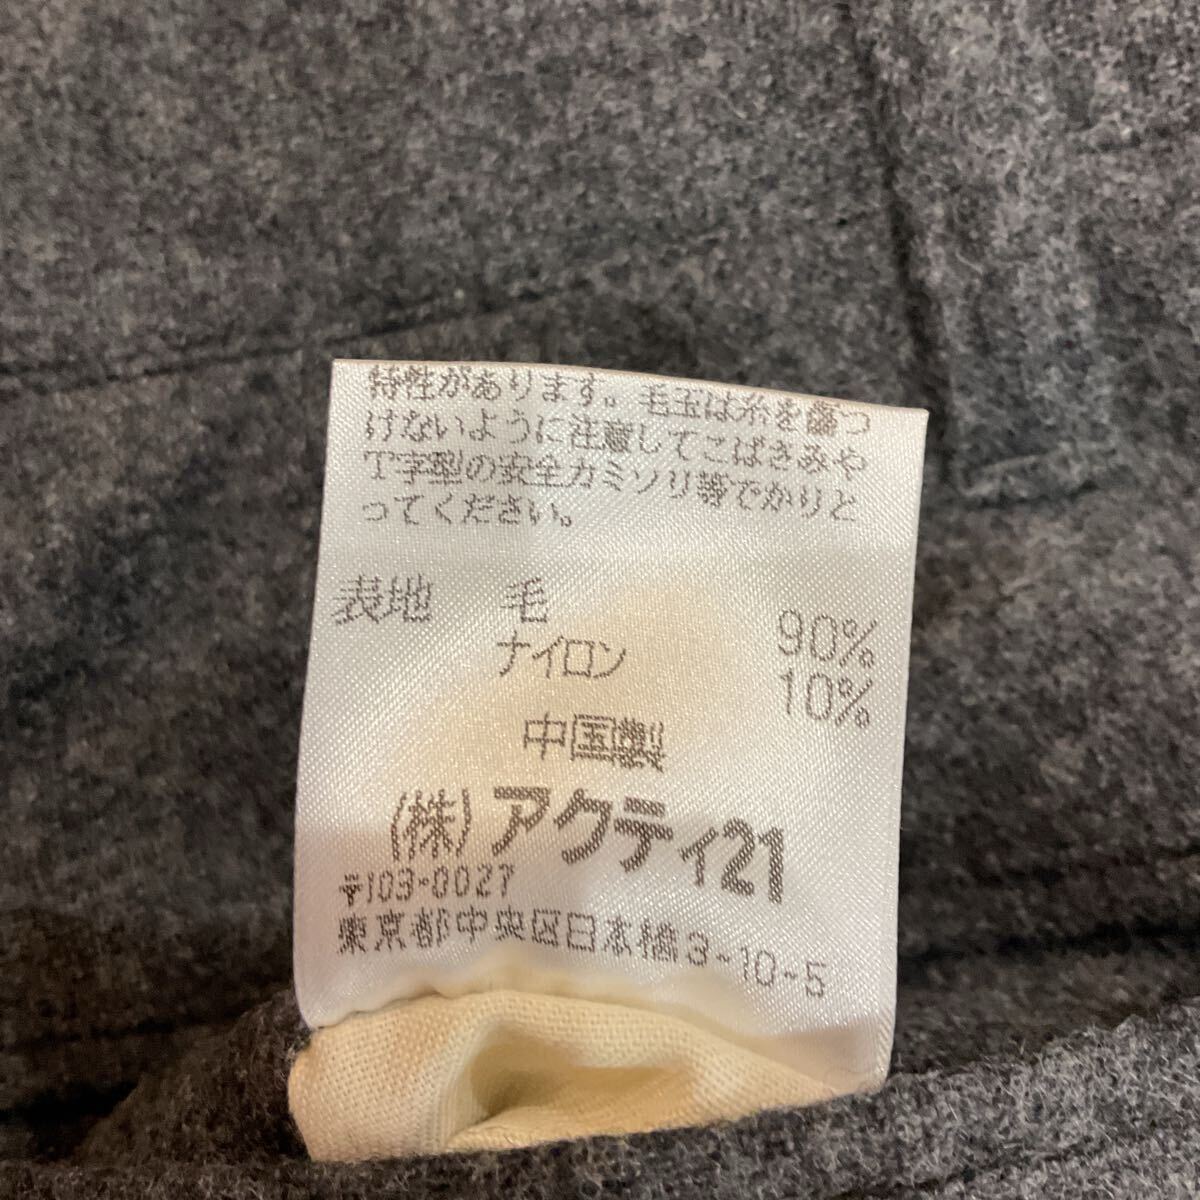 特性があります。毛玉は糸を傷つ
けないように注意してこばさみや
T字型の安全カミソリ等でかりと
ってください。
表地 毛 90%
ナイロン 10%
中国製
(株)アクティ21
〒103-0027
東京都中央区日本橋3-10-5